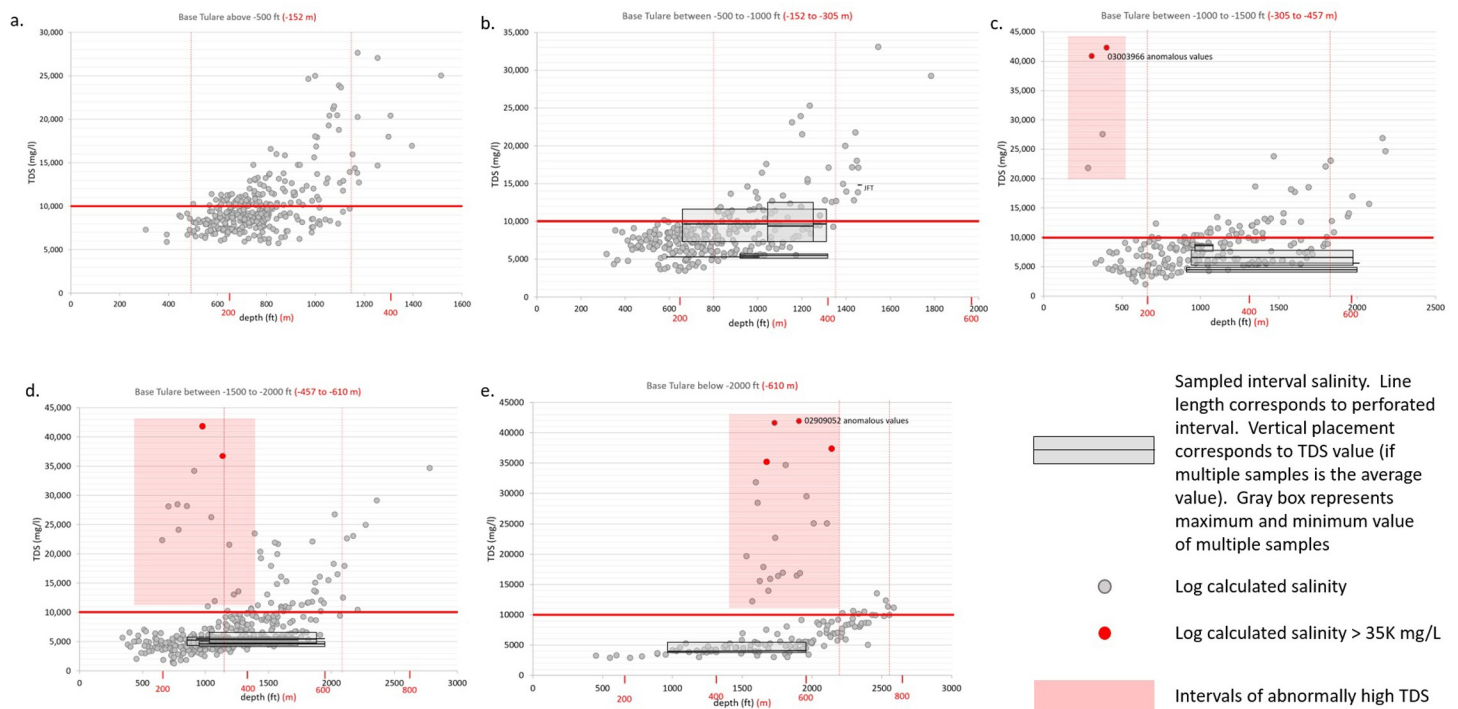 a.
Base Tulare above -500 ft (-152 m)
TDS (mg/l)
30,000
25,000
20,000
15,000
10,000
5,000
0
0 200 400 600 800 1000 1200 1400 1600
200 400
depth (ft) (m)
b.
Base Tulare between -500 to -1000 ft (-152 to -305 m)
TDS (mg/l)
35,000
30,000
25,000
20,000
15,000
10,000
5,000
0
JFT
0 200 400 600 800 1000 1200 1400 1600 1800 2000
200 400 600
depth (ft) (m)
c.
Base Tulare between -1000 to -1500 ft (-305 to -457 m)
TDS (mg/l)
45,000
40,000
35,000
30,000
25,000
20,000
15,000
10,000
5,000
0
03003966 anomalous values
0 500 1000 1500 2000 2500
200 400 600
depth (ft) (m)
d.
Base Tulare between -1500 to -2000 ft (-457 to -610 m)
TDS (mg/l)
45,000
40,000
35,000
30,000
25,000
20,000
15,000
10,000
5,000
0
0 500 1000 1500 2000 2500 3000
200 400 600 800
depth (ft) (m)
e.
Base Tulare below -2000 ft (-610 m)
TDS (mg/l)
45000
40000
35000
30000
25000
20000
15000
10000
5000
0
02909052 anomalous values
0 500 1000 1500 2000 2500 3000
200 400 600 800
depth (ft) (m)
Sampled interval salinity. Line
length corresponds to perforated
interval. Vertical placement
corresponds to TDS value (if
multiple samples is the average
value). Gray box represents
maximum and minimum value
of multiple samples
Log calculated salinity
Log calculated salinity > 35K mg/L
Intervals of abnormally high TDS